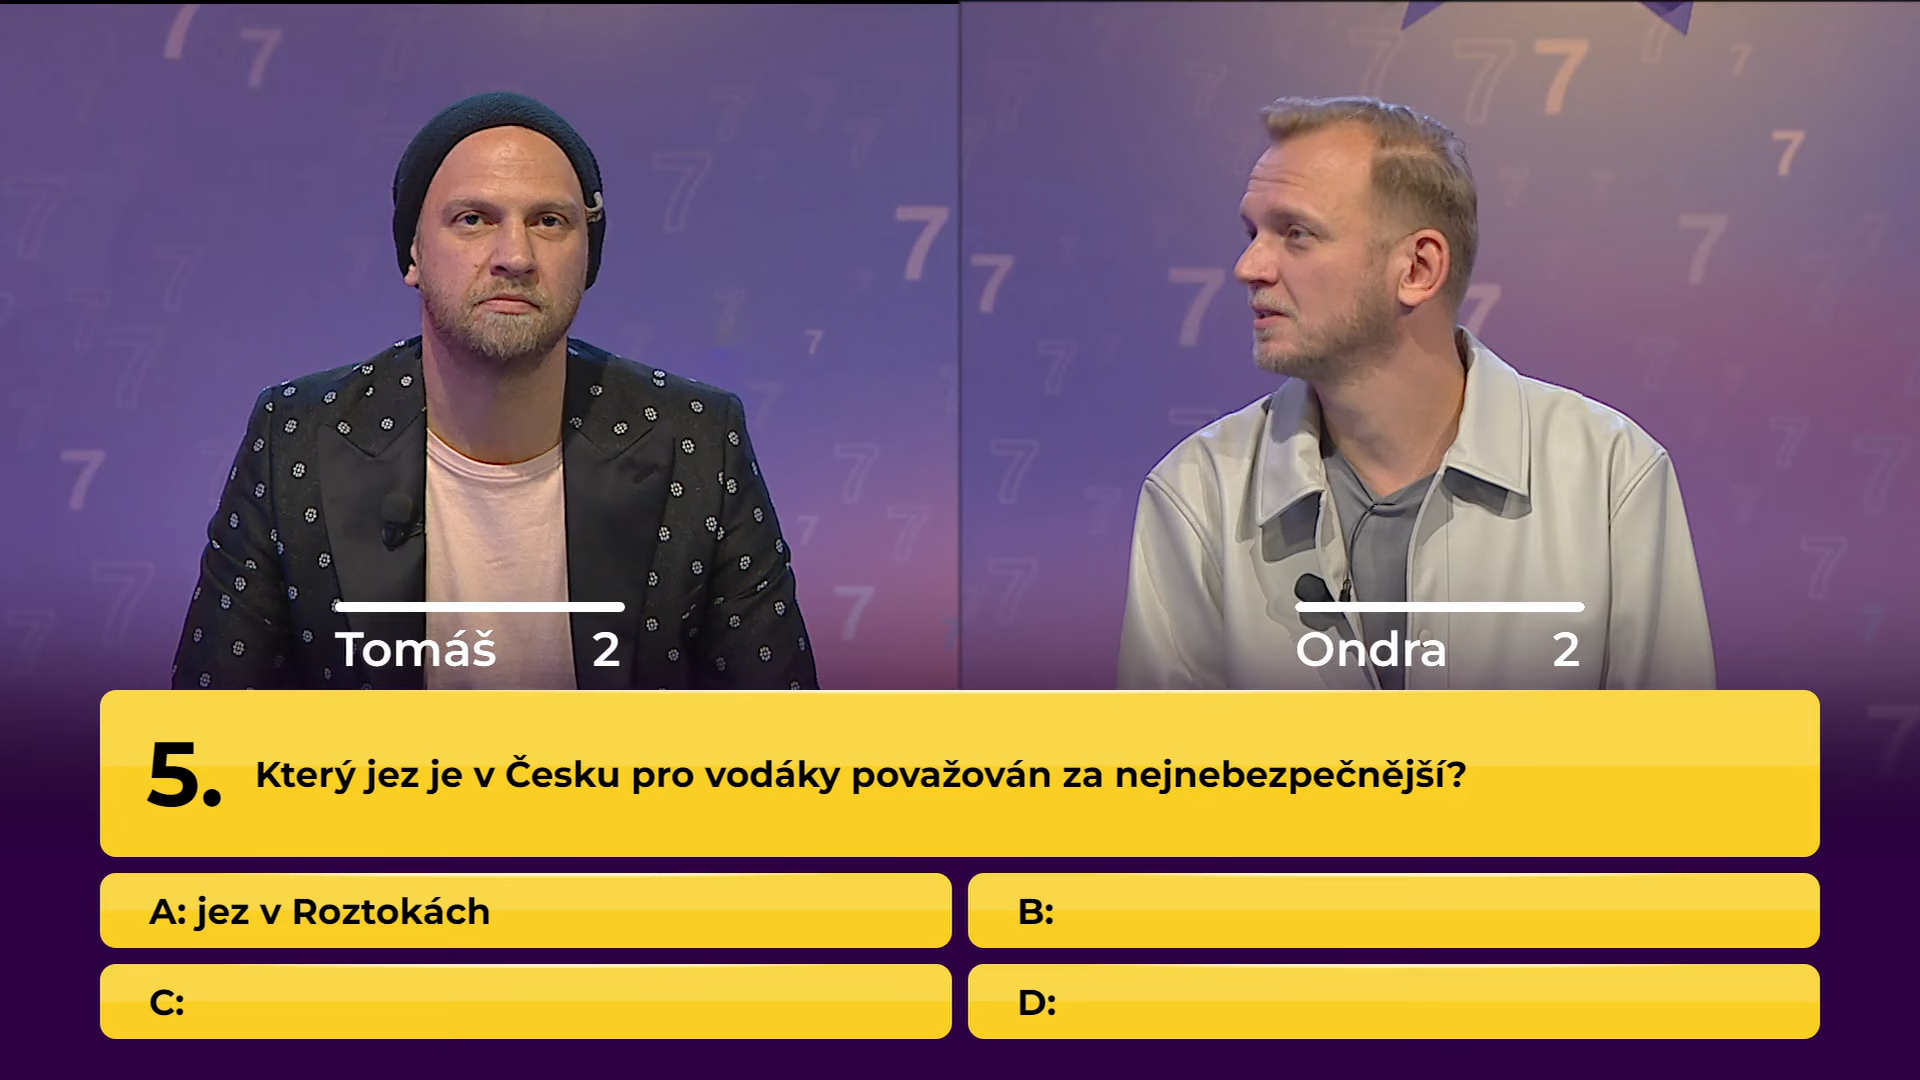 Tomáš 2
Ondra 2
5. Který jez je v Česku pro vodáky považován za nejnebezpečnější?
A: jez v Roztokách
B:
C:
D: